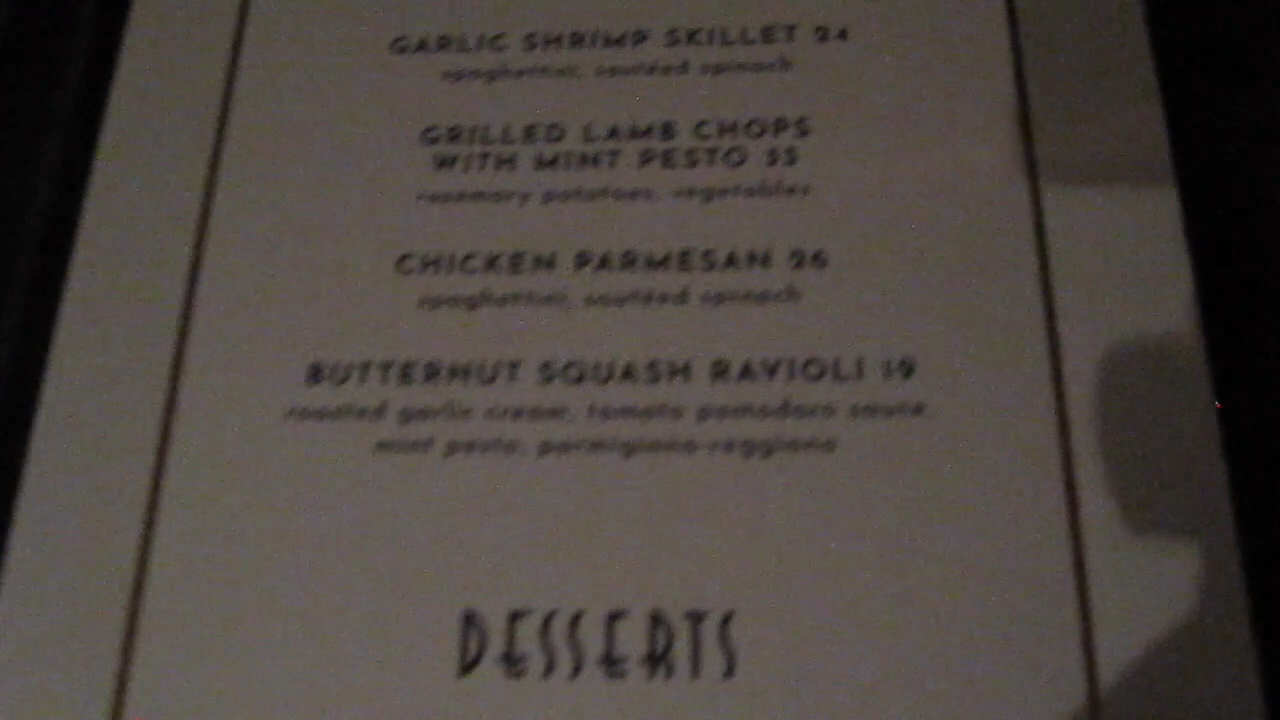 GARLIC SHRIMP SKILLET 24
spaghettini, sautéed spinach
GRILLED LAMB CHOPS
WITH MINT PESTO 33
rosemary potatoes, vegetables
CHICKEN PARMESAN 26
spaghettini, sautéed spinach
BUTTERNUT SQUASH RAVIOLI 19
roasted garlic cream, tomato pomodoro sauce,
mint pesto, parmigiano-reggiano
DESSERTS